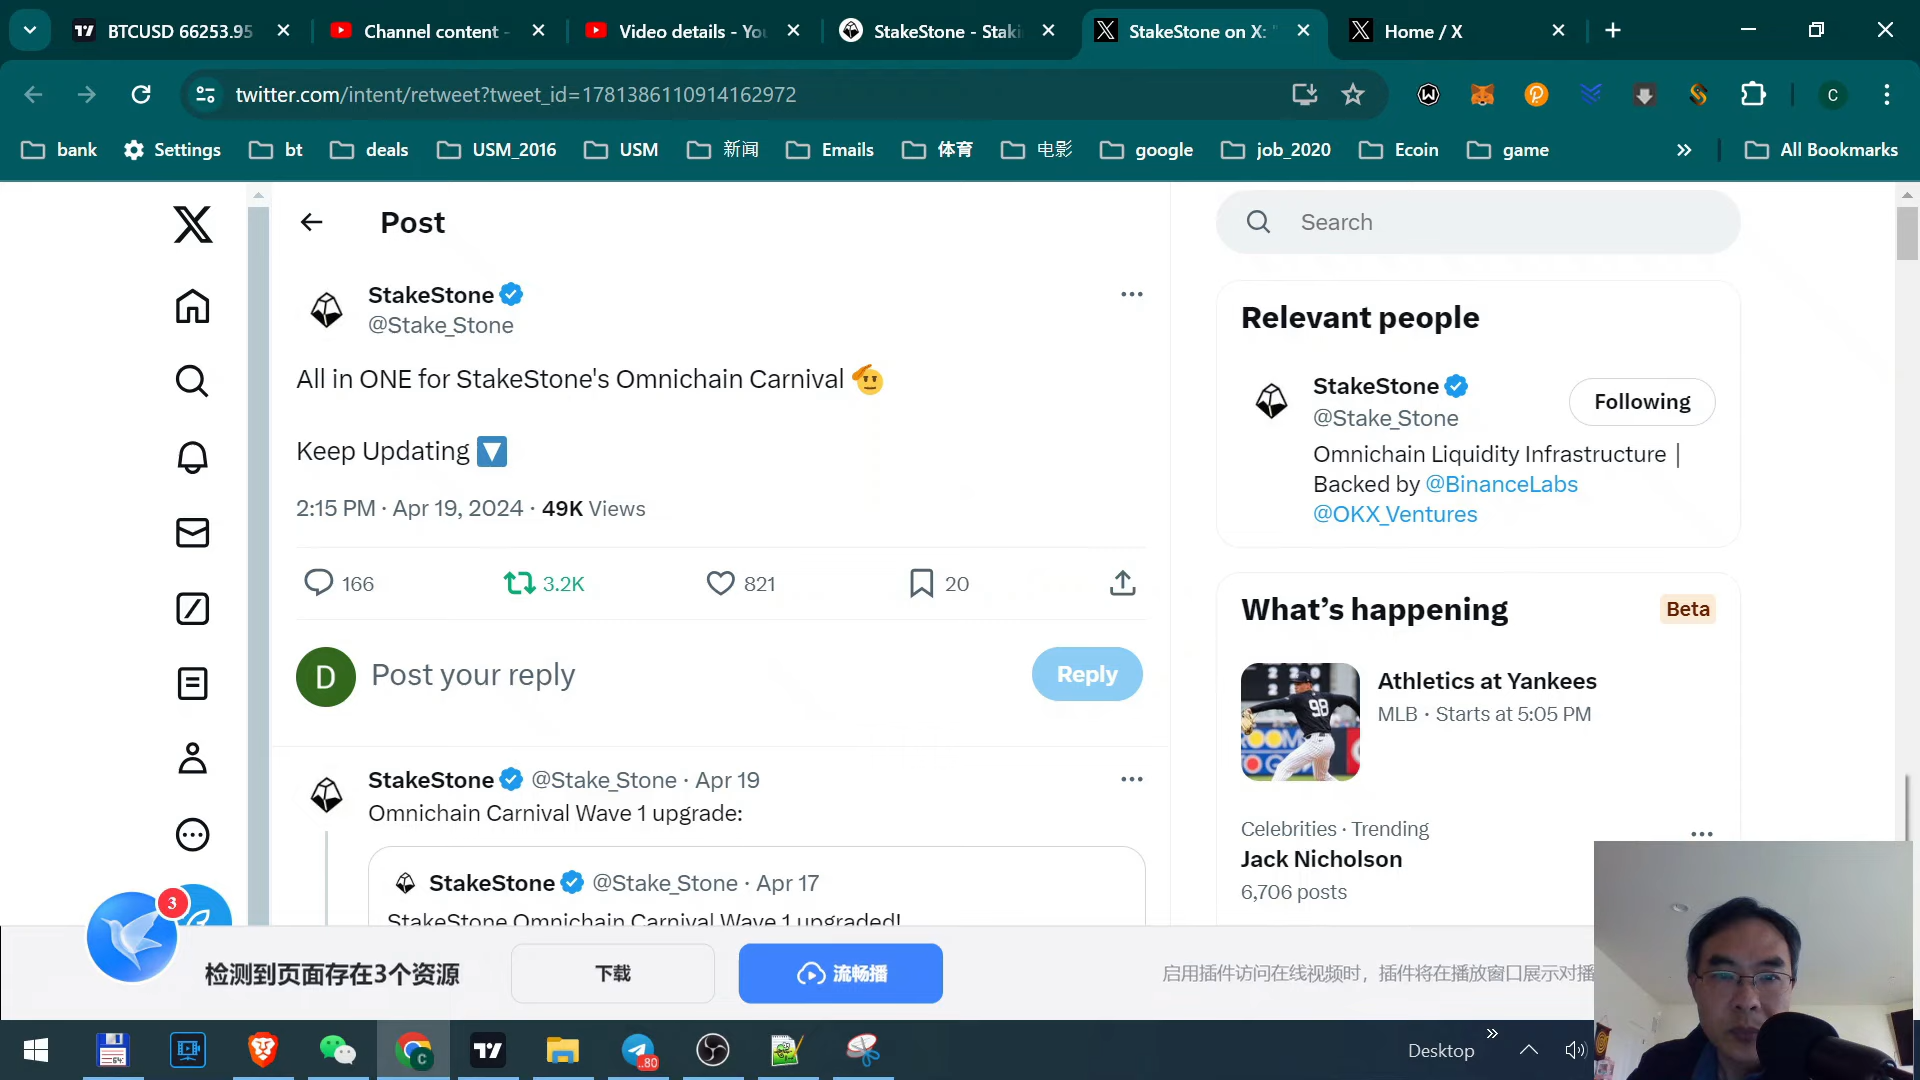 BTCUSD 66253.95
Channel content -
Video details - You
StakeStone - Staki
StakeStone on X: "
Home / X
twitter.com/intent/retweet?tweet_id=1781386110914162972
C
bank
Settings
bt
deals
USM_2016
USM
新闻
Emails
体育
电影
google
job_2020
Ecoin
game
All Bookmarks
Post
Search
StakeStone
@Stake_Stone
All in ONE for StakeStone's Omnichain Carnival
Keep Updating
2:15 PM · Apr 19, 2024 · 49K Views
166
3.2K
821
20
D
Post your reply
Reply
StakeStone @Stake_Stone · Apr 19
Omnichain Carnival Wave 1 upgrade:
StakeStone @Stake_Stone · Apr 17
StakeStone Omnichain Carnival Wave 1 upgraded!
Relevant people
StakeStone
@Stake_Stone
Following
Omnichain Liquidity Infrastructure |
Backed by @BinanceLabs
@OKX_Ventures
What's happening
Beta
Athletics at Yankees
MLB · Starts at 5:05 PM
Celebrities · Trending
Jack Nicholson
6,706 posts
3
检测到页面存在3个资源
下载
流畅播
启用插件访问在线视频时，插件将在播放窗口展示对播
64
C
..80
Desktop